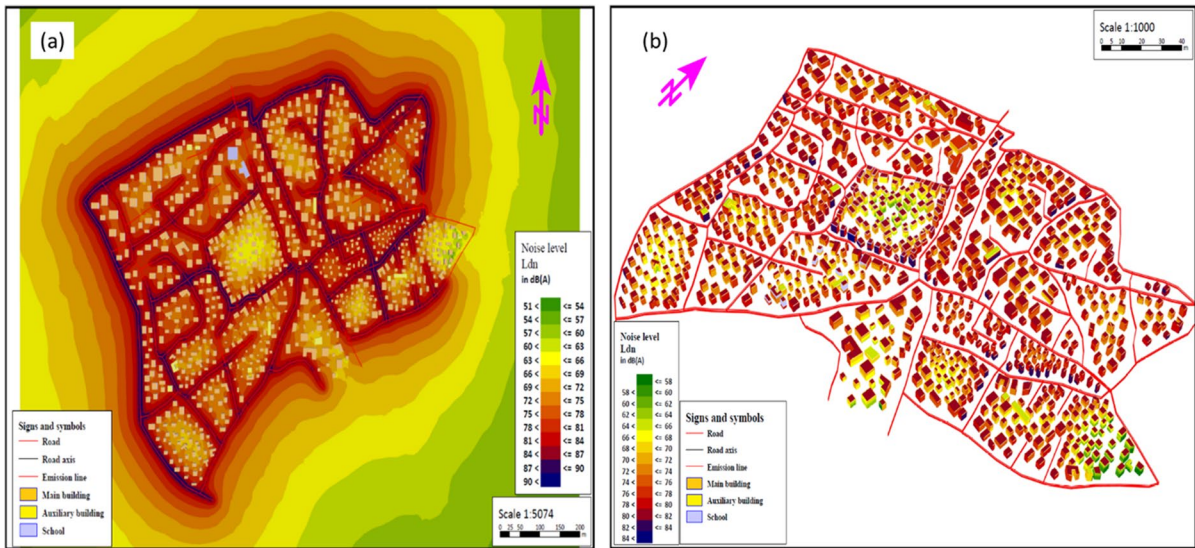 (a)
N
Noise level
Ldn
in dB(A)
51 < <= 54
54 < <= 57
57 < <= 60
60 < <= 63
63 < <= 66
66 < <= 69
69 < <= 72
72 < <= 75
75 < <= 78
78 < <= 81
81 < <= 84
84 < <= 87
87 < <= 90
90 <
Signs and symbols
Road
Road axis
Emission line
Main building
Auxiliary building
School
Scale 1:5074
0 25 50 100 150 200
m
(b)
N
Scale 1:1000
0 5 10 20 30 40
m
Noise level
Ldn
in dB(A)
<= 58
58 < <= 60
60 < <= 62
62 < <= 64
64 < <= 66
66 < <= 68
68 < <= 70
70 < <= 72
72 < <= 74
74 < <= 76
76 < <= 78
78 < <= 80
80 < <= 82
82 < <= 84
84 <
Signs and symbols
Road
Road axis
Emission line
Main building
Auxiliary building
School